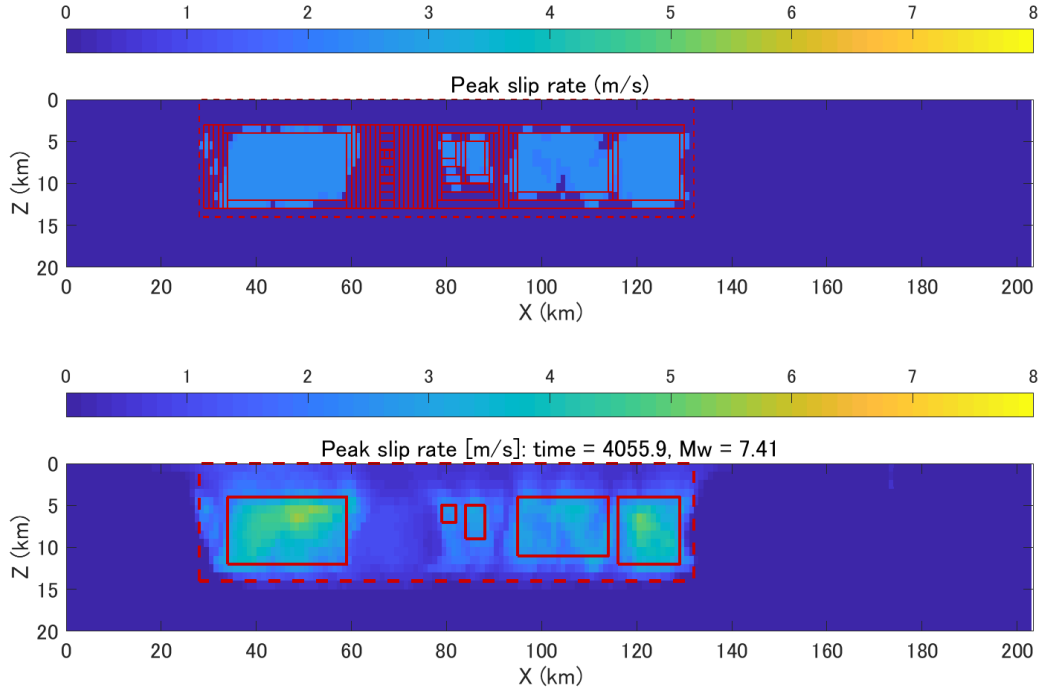 0 1 2 3 4 5 6 7 8
Peak slip rate (m/s)
0
5
10
15
20
Z (km)
0 20 40 60 80 100 120 140 160 180 200
X (km)
0 1 2 3 4 5 6 7 8
Peak slip rate [m/s]: time = 4055.9, Mw = 7.41
0
5
10
15
20
Z (km)
0 20 40 60 80 100 120 140 160 180 200
X (km)